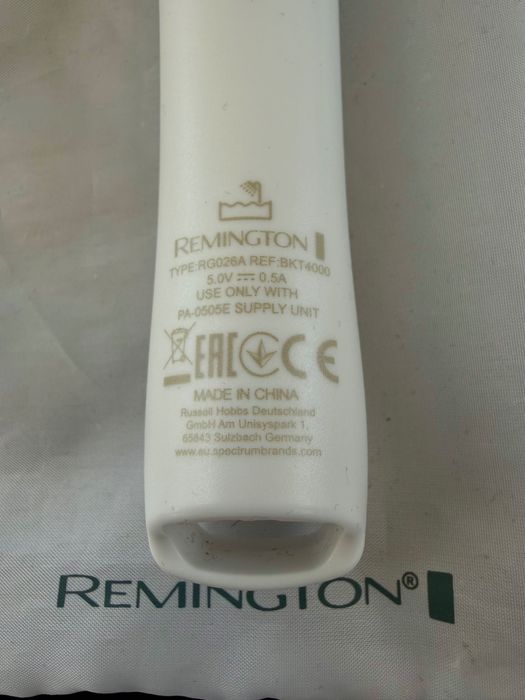 REMINGTON
TYPE:RG026A REF:BKT4000
5.0V ⎓ 0.5A
USE ONLY WITH
PA-0505E SUPPLY UNIT
EAC CE
MADE IN CHINA
Russell Hobbs Deutschland
GmbH Am Unisyspark 1,
65843 Sulzbach Germany
www.eu.spectrumbrands.com
REMINGTON®